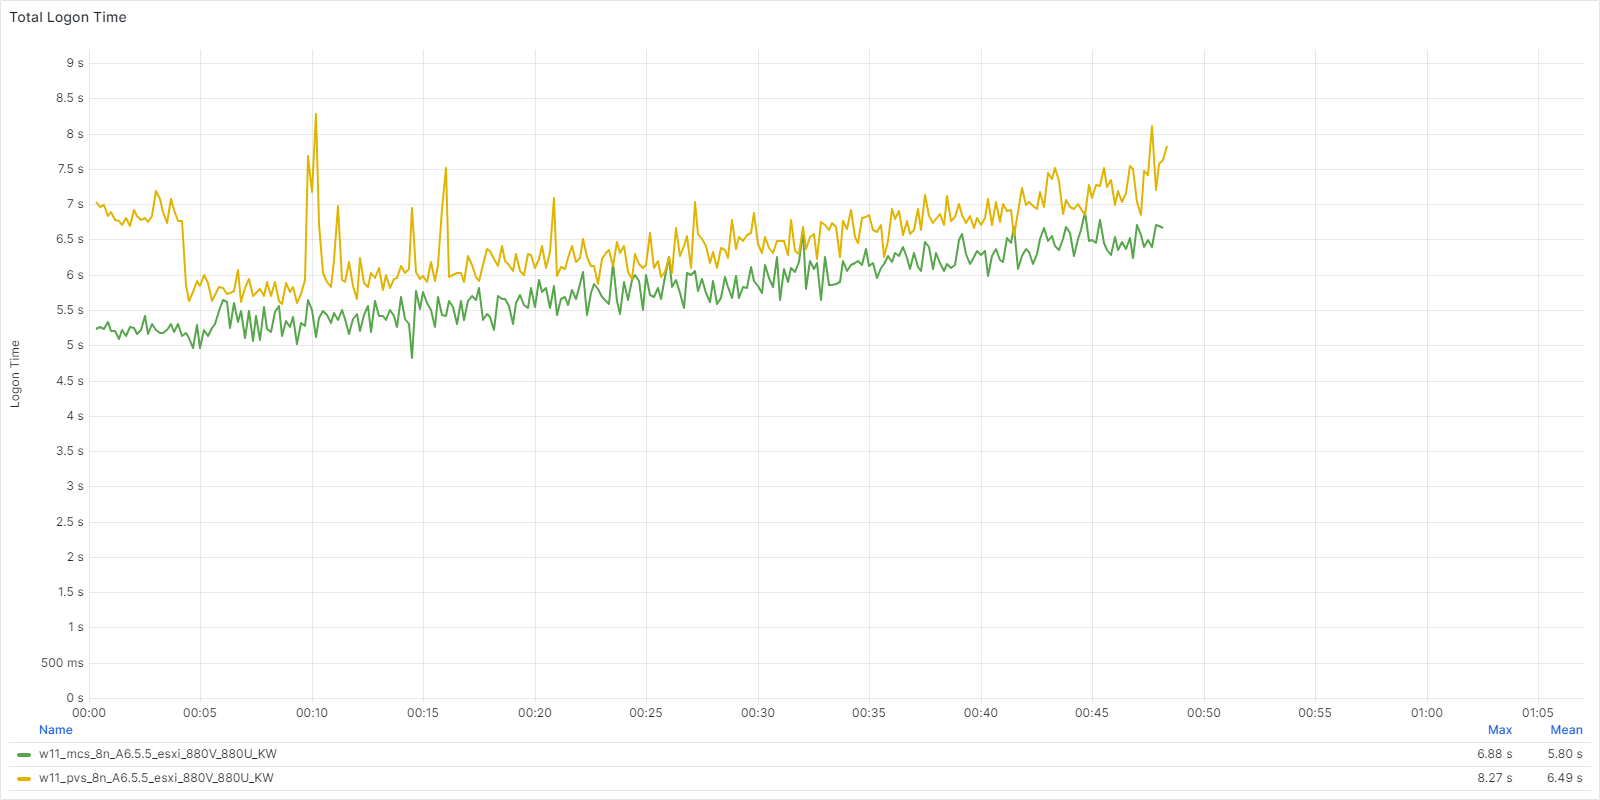 Total Logon Time
9 s
8.5 s
8 s
7.5 s
7 s
6.5 s
6 s
5.5 s
5 s
4.5 s
4 s
3.5 s
3 s
2.5 s
2 s
1.5 s
1 s
500 ms
0 s
Logon Time
00:00 00:05 00:10 00:15 00:20 00:25 00:30 00:35 00:40 00:45 00:50 00:55 01:00 01:05
Name Max Mean
w11_mcs_8n_A6.5.5_esxi_880V_880U_KW 6.88 s 5.80 s
w11_pvs_8n_A6.5.5_esxi_880V_880U_KW 8.27 s 6.49 s